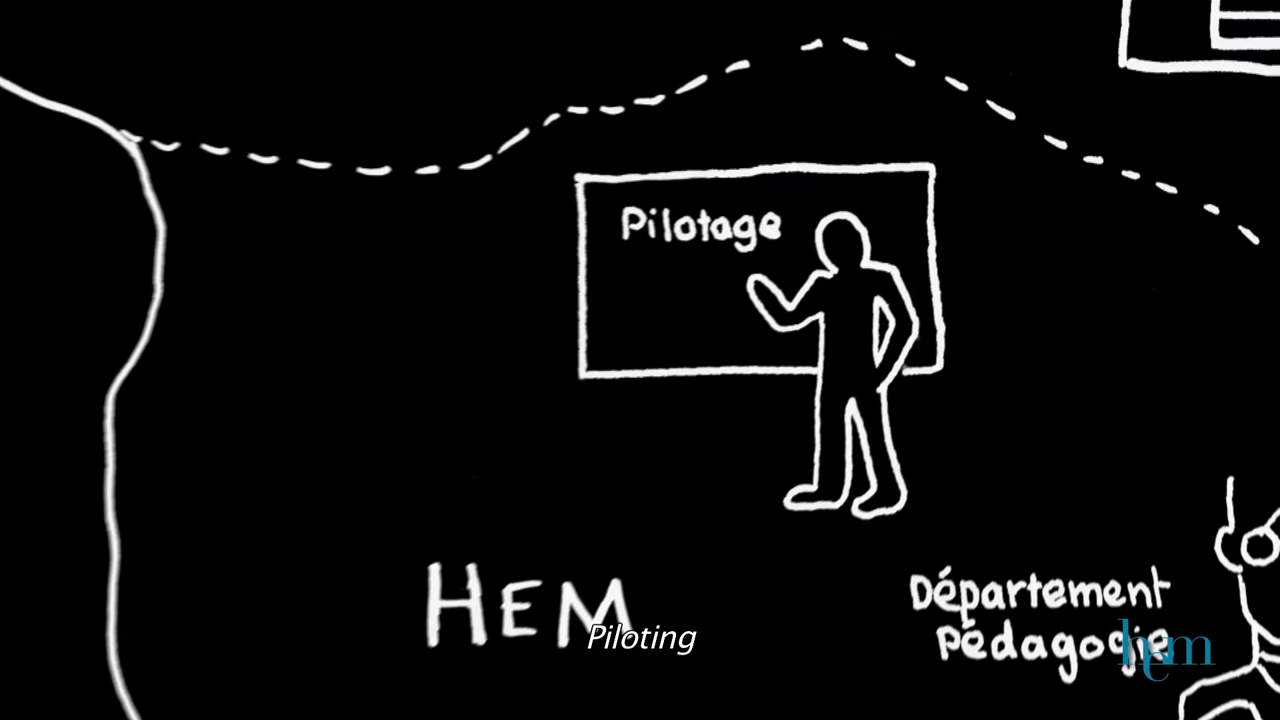 Pilotage
HEM
Piloting
Département
Pédagogie
hem